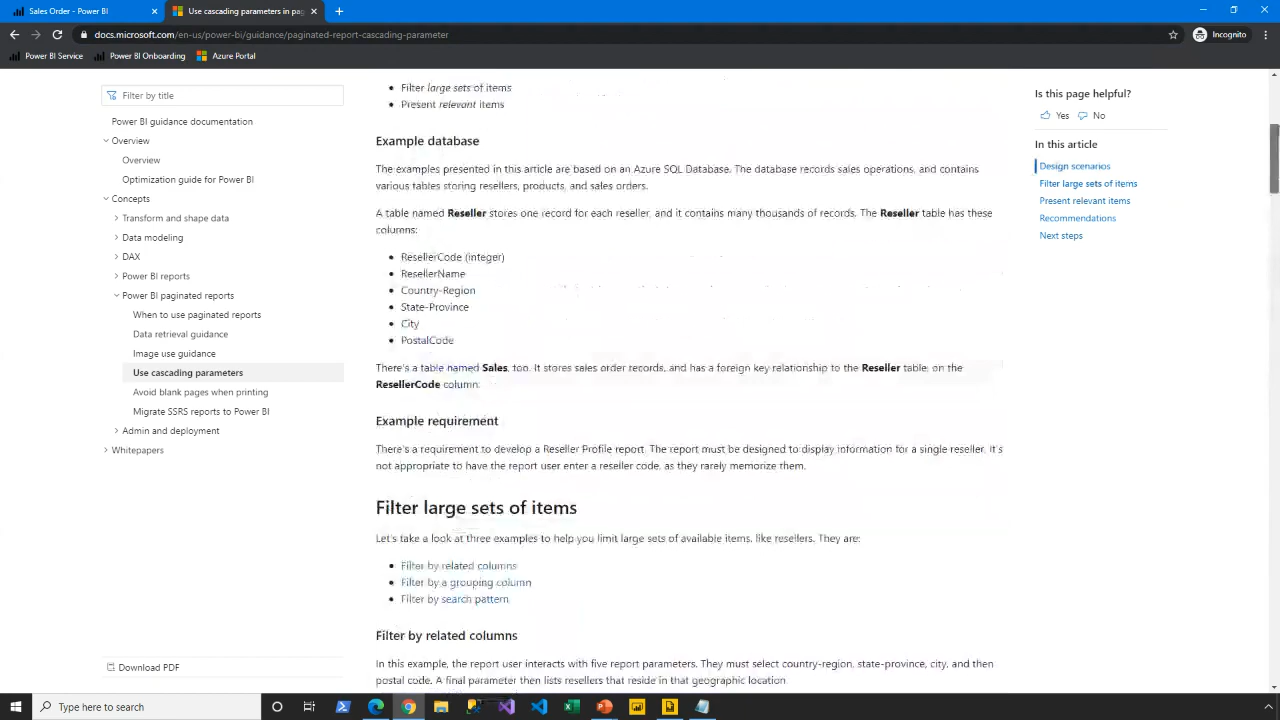 Sales Order - Power BI
Use cascading parameters in pag
docs.microsoft.com/en-us/power-bi/guidance/paginated-report-cascading-parameter
Incognito
Power BI Service
Power BI Onboarding
Azure Portal
Filter by title
Power BI guidance documentation
Overview
Overview
Optimization guide for Power BI
Concepts
Transform and shape data
Data modeling
DAX
Power BI reports
Power BI paginated reports
When to use paginated reports
Data retrieval guidance
Image use guidance
Use cascading parameters
Avoid blank pages when printing
Migrate SSRS reports to Power BI
Admin and deployment
Whitepapers
Download PDF
Filter large sets of items
Present relevant items
Example database
The examples presented in this article are based on an Azure SQL Database. The database records sales operations, and contains
various tables storing resellers, products, and sales orders.
A table named Reseller stores one record for each reseller, and it contains many thousands of records. The Reseller table has these
columns:
ResellerCode (integer)
ResellerName
Country-Region
State-Province
City
PostalCode
There's a table named Sales, too. It stores sales order records, and has a foreign key relationship to the Reseller table, on the
ResellerCode column.
Example requirement
There's a requirement to develop a Reseller Profile report. The report must be designed to display information for a single reseller. It's
not appropriate to have the report user enter a reseller code, as they rarely memorize them.
Filter large sets of items
Let's take a look at three examples to help you limit large sets of available items, like resellers. They are:
Filter by related columns
Filter by a grouping column
Filter by search pattern
Filter by related columns
In this example, the report user interacts with five report parameters. They must select country-region, state-province, city, and then
postal code. A final parameter then lists resellers that reside in that geographic location
Is this page helpful?
Yes No
In this article
Design scenarios
Filter large sets of items
Present relevant items
Recommendations
Next steps
Type here to search